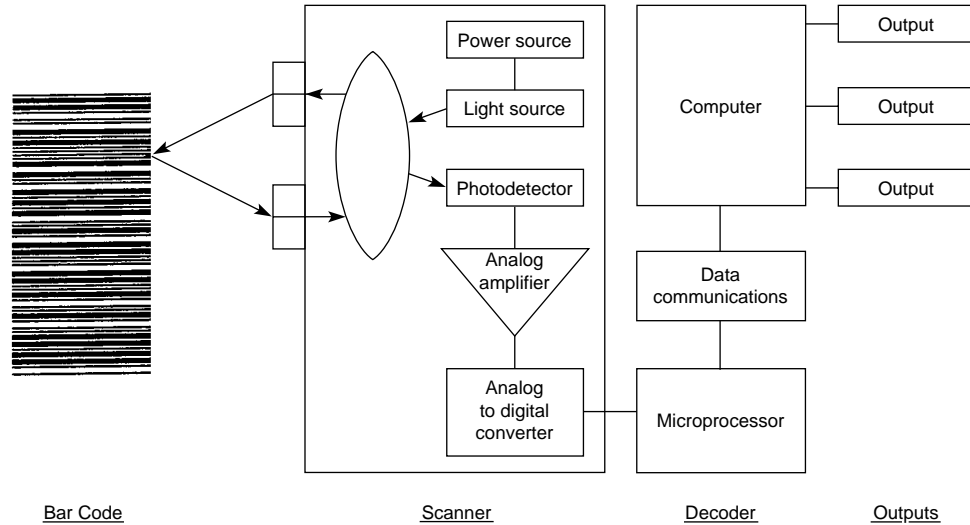 Power source
Light source
Photodetector
Analog
amplifier
Analog
to digital
converter
Computer
Data
communications
Microprocessor
Output
Output
Output
Bar Code
Scanner
Decoder
Outputs